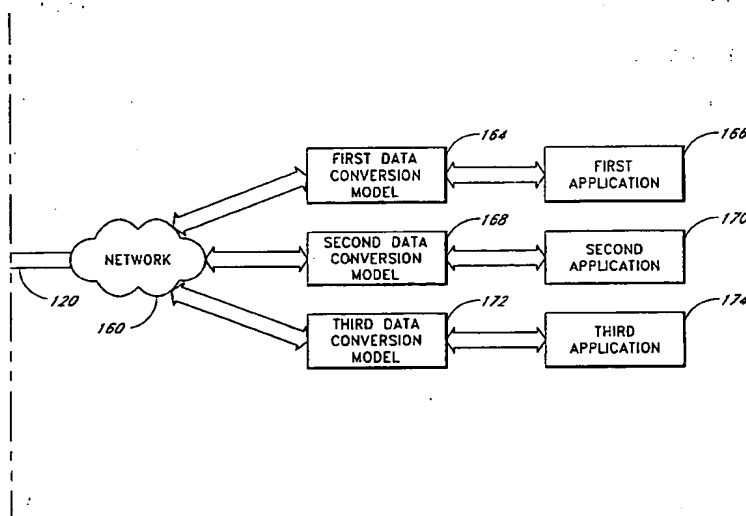 164
166
FIRST DATA
CONVERSION
MODEL
FIRST
APPLICATION
168
170
NETWORK
SECOND DATA
CONVERSION
MODEL
SECOND
APPLICATION
120
160
172
174
THIRD DATA
CONVERSION
MODEL
THIRD
APPLICATION